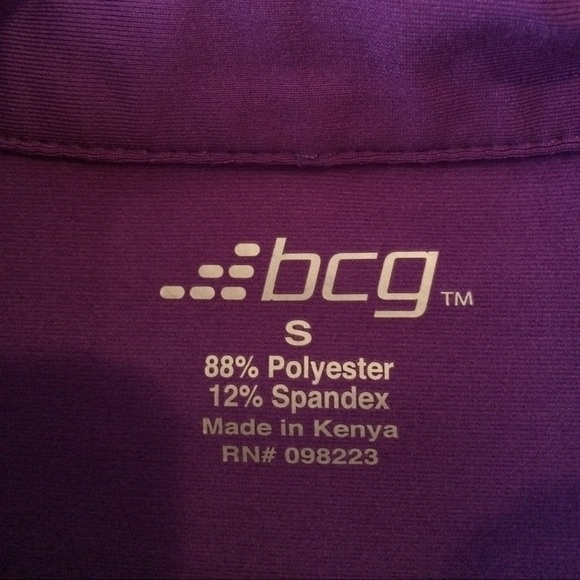 bcg™
S
88% Polyester
12% Spandex
Made in Kenya
RN# 098223